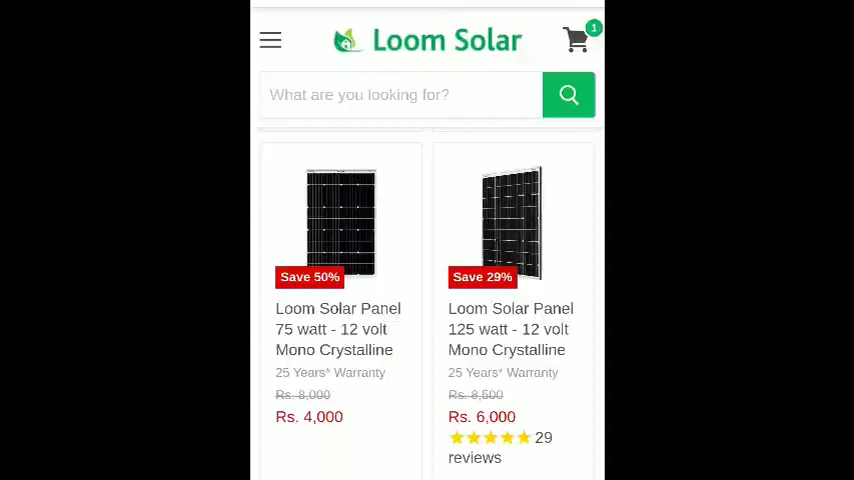 Loom Solar
1
What are you looking for?
Save 50%
Loom Solar Panel
75 watt - 12 volt
Mono Crystalline
25 Years* Warranty
Rs. 8,000
Rs. 4,000
Save 29%
Loom Solar Panel
125 watt - 12 volt
Mono Crystalline
25 Years* Warranty
Rs. 8,500
Rs. 6,000
29
reviews